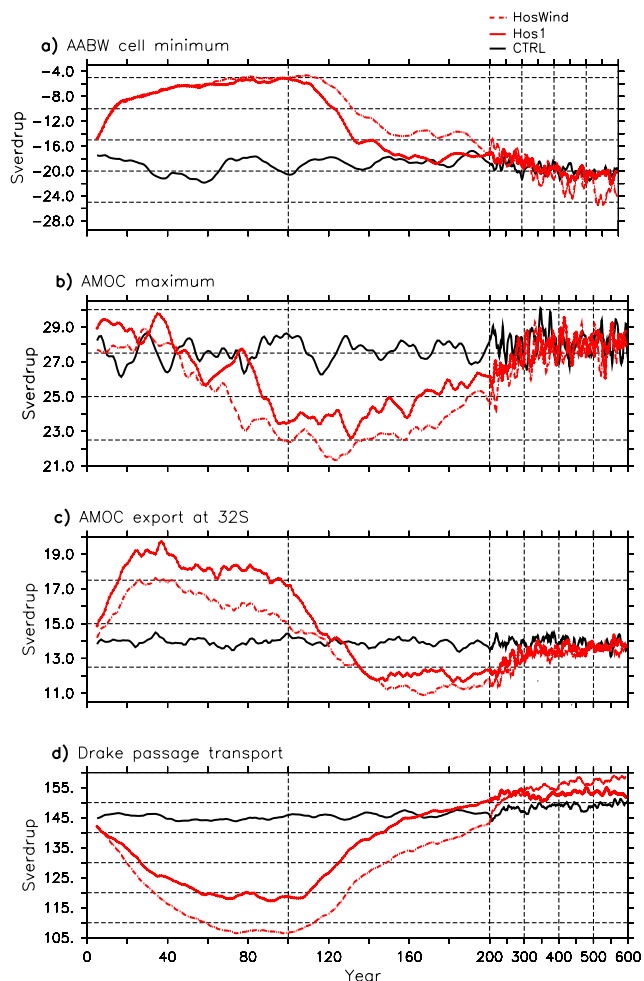 HosWind
Hos1
CTRL
a) AABW cell minimum
-4.0
-8.0
-12.0
-16.0
-20.0
-24.0
-28.0
Sverdrup
b) AMOC maximum
29.0
27.0
25.0
23.0
21.0
Sverdrup
c) AMOC export at 32S
19.0
17.0
15.0
13.0
11.0
Sverdrup
d) Drake passage transport
155.
145.
135.
125.
115.
105.
Sverdrup
0 40 80 120 160 200 300 400 500 600
Year